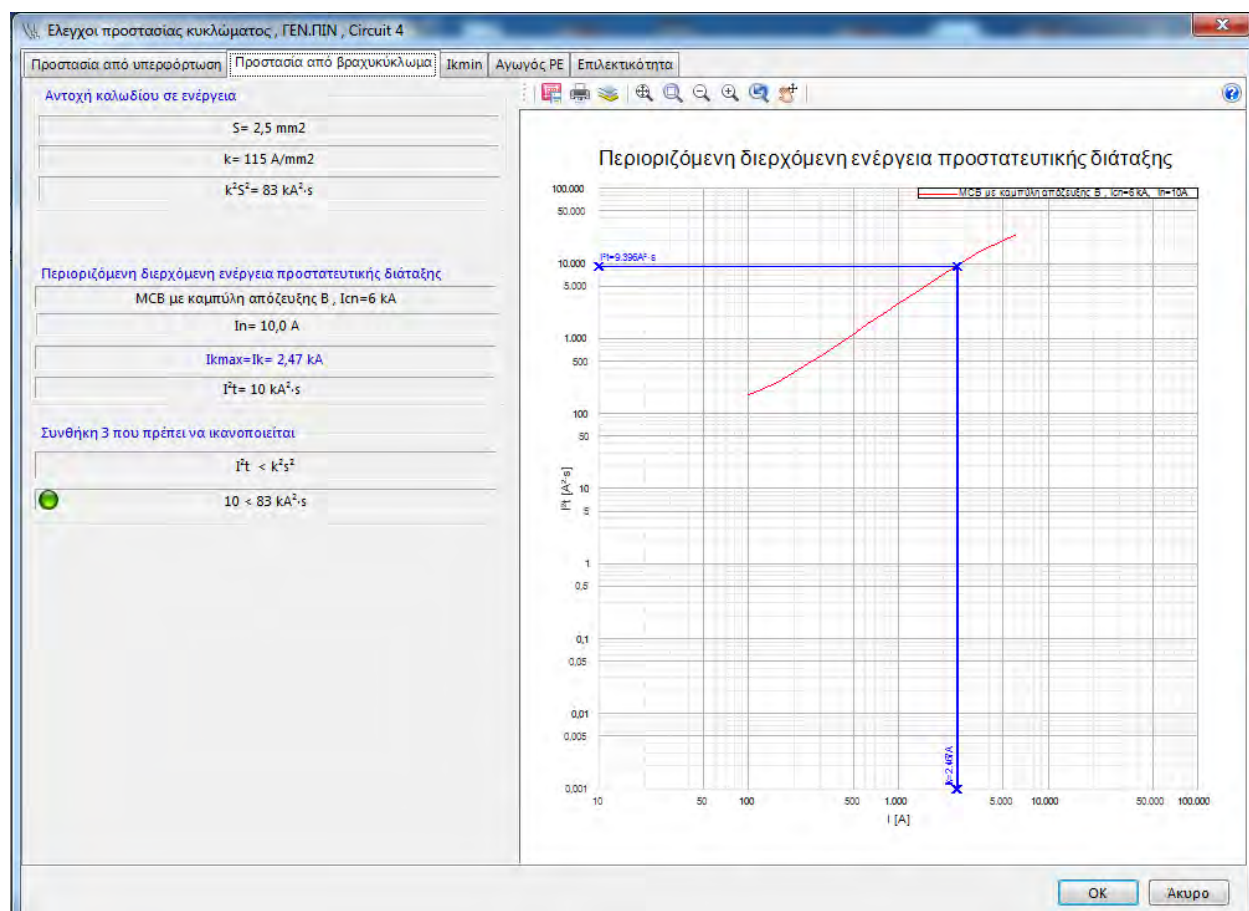 Ελεγχοι προστασίας κυκλώματος , ΓΕΝ.ΠΙΝ , Circuit 4
Προστασία από υπερφόρτωση Προστασία από βραχυκύκλωμα Ikmin Αγωγός PE Επιλεκτικότητα
Αντοχή καλωδίου σε ενέργεια
S= 2,5 mm2
k= 115 A/mm2
k²S²= 83 kA²·s
Περιοριζόμενη διερχόμενη ενέργεια προστατευτικής διάταξης
MCB με καμπύλη απόζευξης B , Icn=6 kA
In= 10,0 A
Ikmax=Ik= 2,47 kA
I²t= 10 kA²·s
Συνθήκη 3 που πρέπει να ικανοποιείται
I²t < k²s²
10 < 83 kA²·s
Περιοριζόμενη διερχόμενη ενέργεια προστατευτικής διάταξης
MCB με καμπύλη απόζευξης B , Icn=6 kA, In=10A
100.000
50.000
I²t=9.396A²·s
10.000
5.000
1.000
500
100
50
10
5
1
0,5
0,1
0,05
0,01
0,005
0,001
I²t [A²·s]
Ik=2.467A
10 50 100 500 1.000 5.000 10.000 50.000 100.000
I [A]
OK Άκυρο